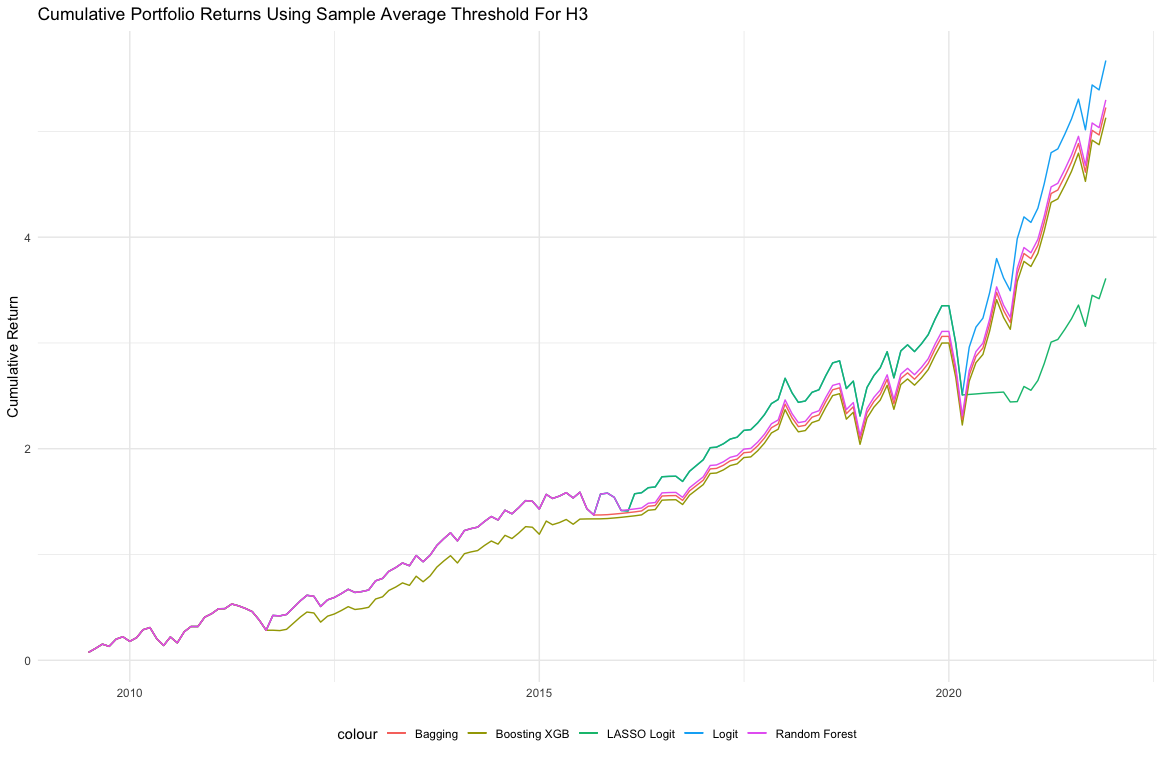 Cumulative Portfolio Returns Using Sample Average Threshold For H3
Cumulative Return
4
2
0
2010 2015 2020
colour Bagging Boosting XGB LASSO Logit Logit Random Forest